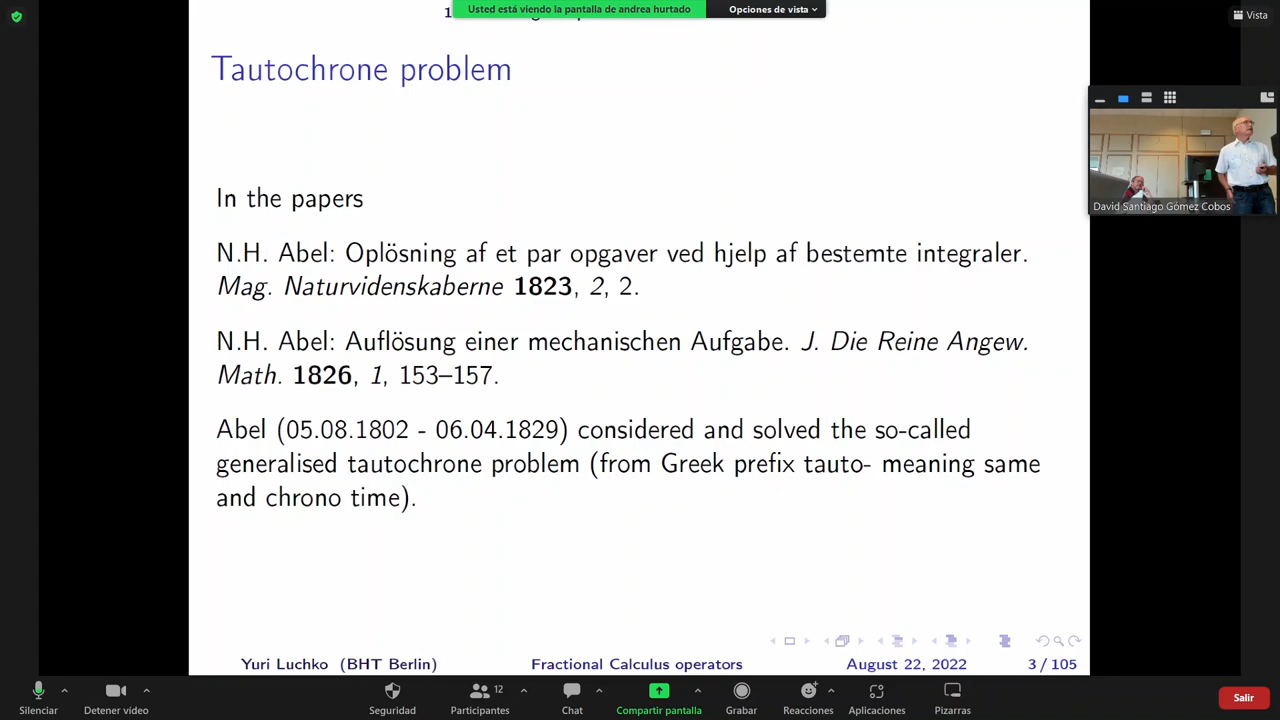 Usted está viendo la pantalla de andrea hurtado
Opciones de vista
Vista
Tautochrone problem
David Santiago Gómez Cobos
In the papers
N.H. Abel: Oplösning af et par opgaver ved hjelp af bestemte integraler.
Mag. Naturvidenskaberne 1823, 2, 2.
N.H. Abel: Auflösung einer mechanischen Aufgabe. J. Die Reine Angew.
Math. 1826, 1, 153–157.
Abel (05.08.1802 - 06.04.1829) considered and solved the so-called
generalised tautochrone problem (from Greek prefix tauto- meaning same
and chrono time).
Yuri Luchko (BHT Berlin) Fractional Calculus operators August 22, 2022 3 / 105
Silenciar Detener vídeo Seguridad Participantes 12 Chat Compartir pantalla Grabar Reacciones Aplicaciones Pizarras Salir